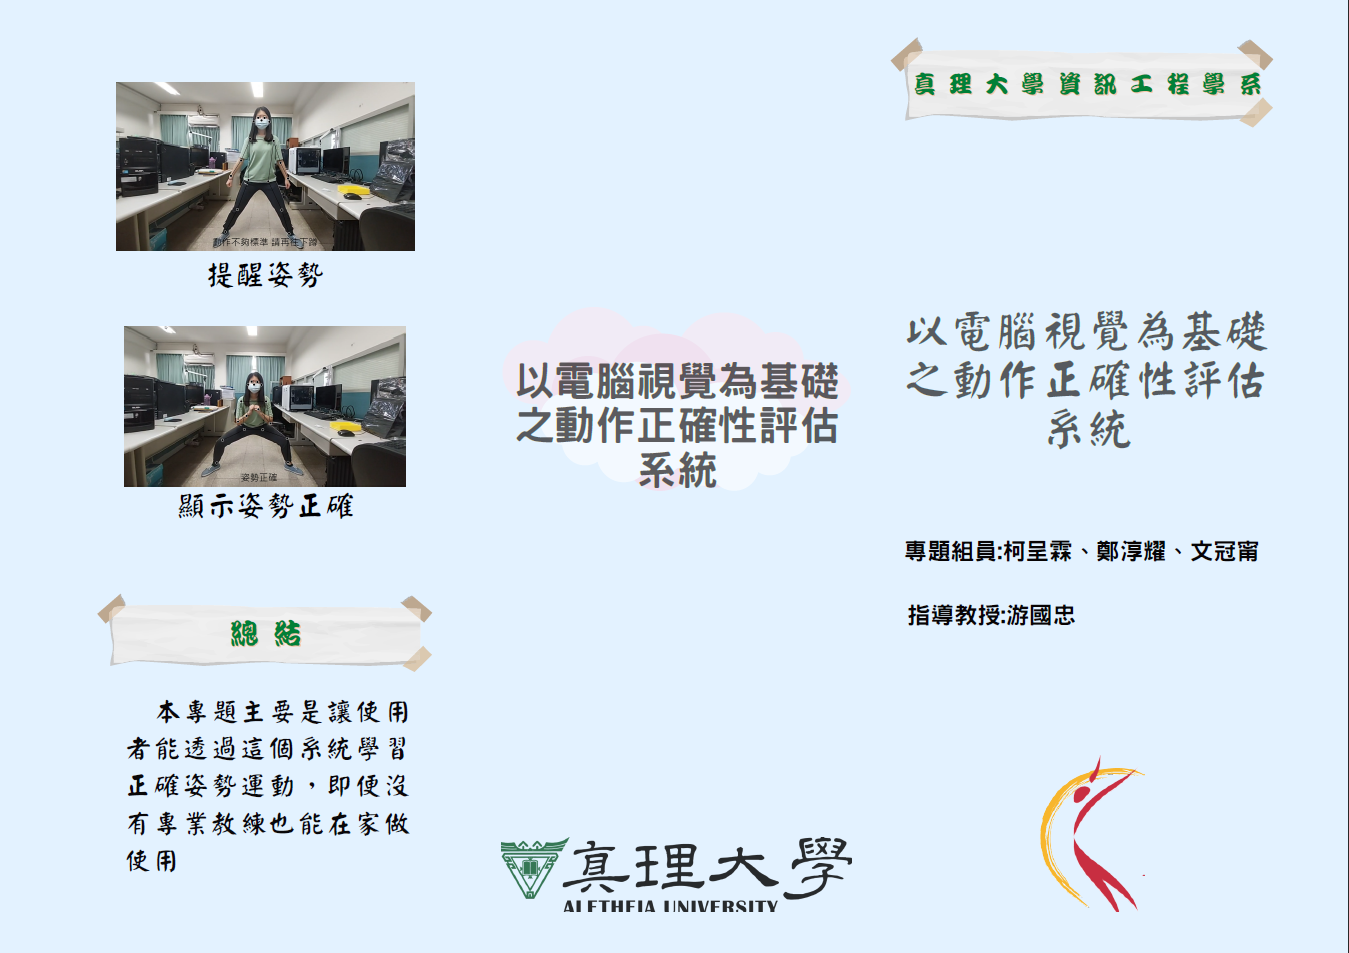 動作不夠標準 請再往下蹲
提醒姿勢
姿勢正確
顯示姿勢正確
總結
本專題主要是讓使用
者能透過這個系統學習
正確姿勢運動，即便沒
有專業教練也能在家做
使用
以電腦視覺為基礎
之動作正確性評估
系統
真理大學
ALETHEIA UNIVERSITY
真理大學資訊工程學系
以電腦視覺為基礎
之動作正確性評估
系統
專題組員:柯呈霖、鄭淳耀、文冠甯
指導教授:游國忠